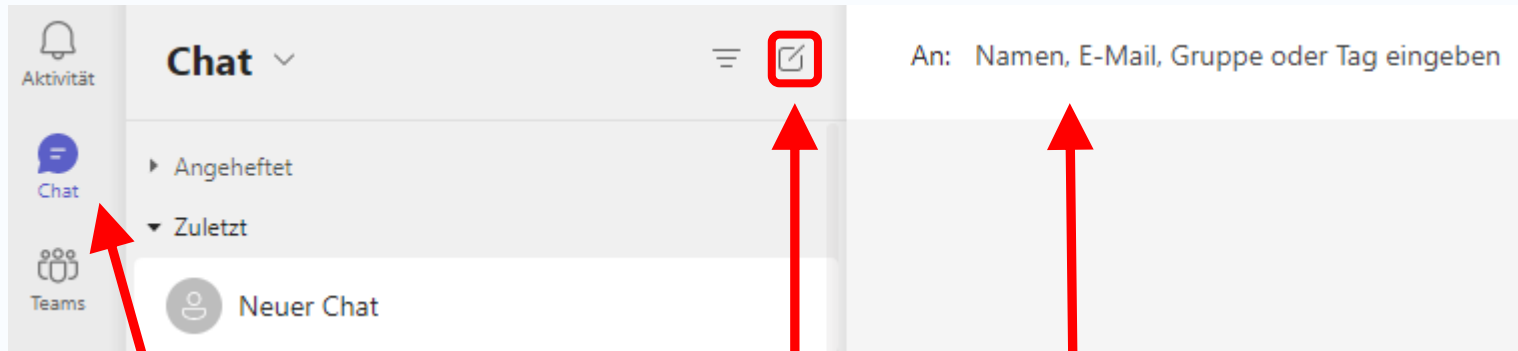 Aktivität
Chat
Teams
Chat
Angeheftet
Zuletzt
Neuer Chat
An: Namen, E-Mail, Gruppe oder Tag eingeben